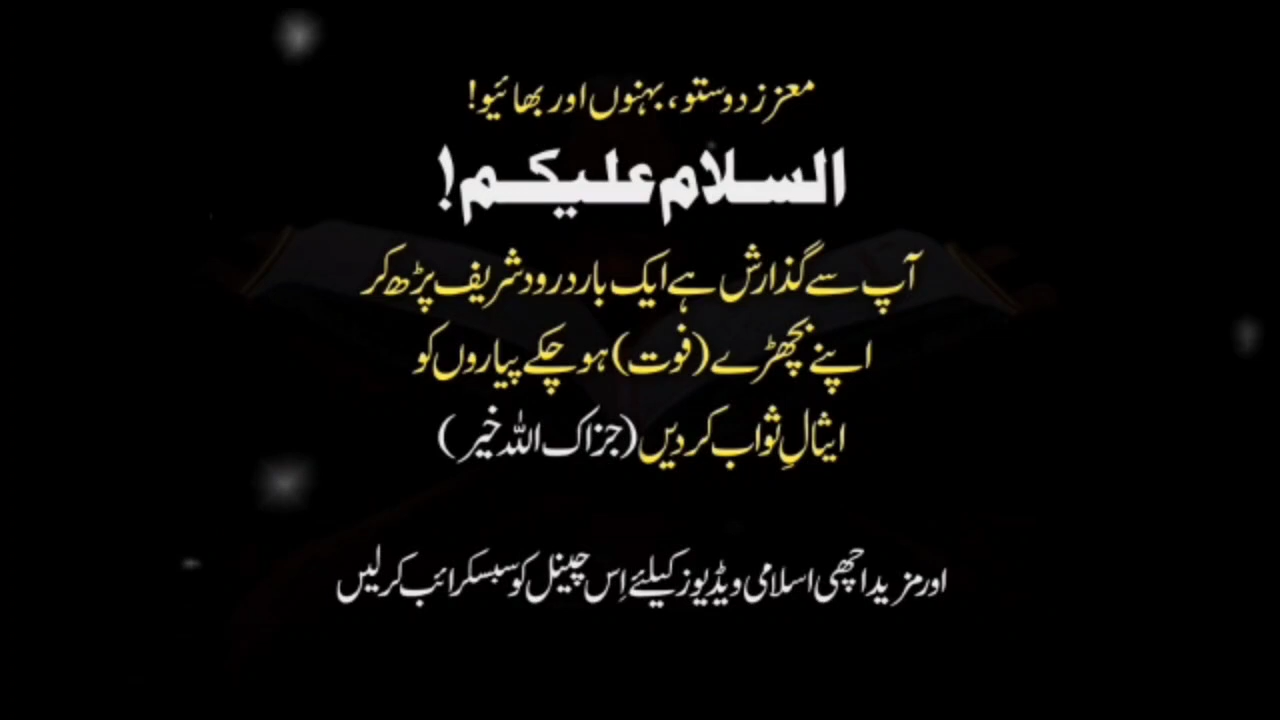 معزز دوستو، بہنوں اور بھائیو!
السلام علیکم!
آپ سے گذارش ہے ایک بار درود شریف پڑھ کر
اپنے بچھڑے (فوت) ہو چکے پیاروں کو
ایثالِ ثواب کر دیں (جزاک اللہ خیر)
اور مزید اچھی اسلامی ویڈیوز کیلئے اِس چینل کو سبسکرائب کر لیں